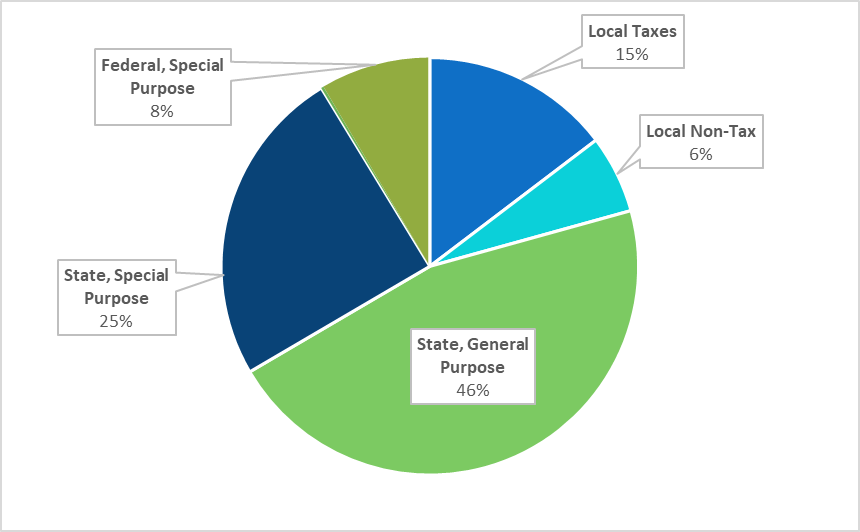 Local Taxes
15%
Local Non-Tax
6%
State, General
Purpose
46%
State, Special
Purpose
25%
Federal, Special
Purpose
8%